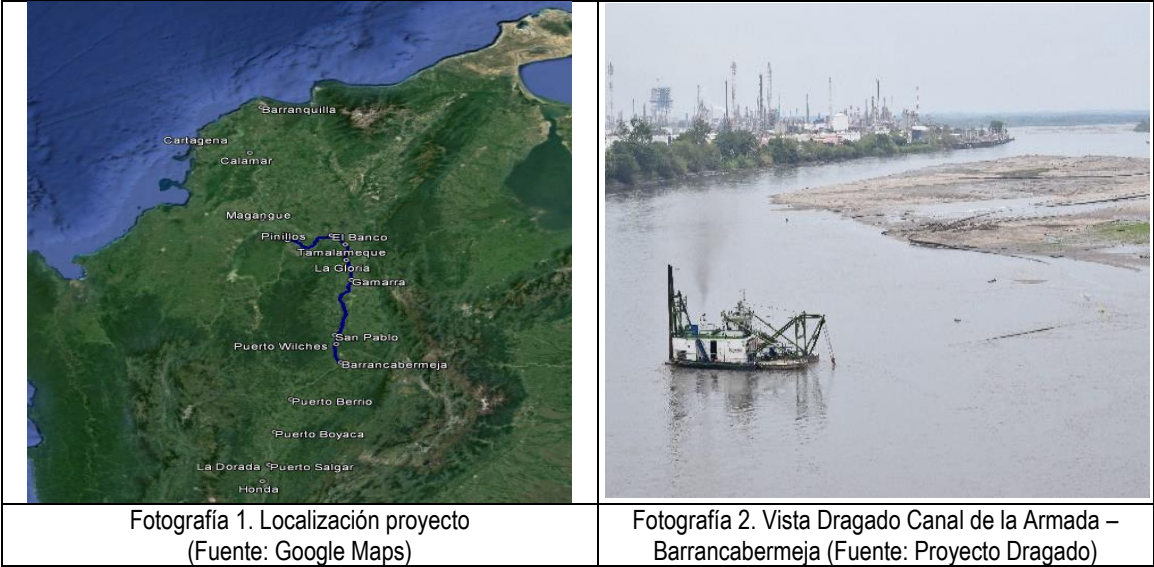 Barranquilla
Cartagena
Calamar
Magangue
Pinillos
El Banco
Tamalameque
La Gloria
Gamarra
San Pablo
Puerto Wilches
Barrancabermeja
Puerto Berrio
Puerto Boyaca
La Dorada Puerto Salgar
Honda
Fotografía 1. Localización proyecto
(Fuente: Google Maps)
Fotografía 2. Vista Dragado Canal de la Armada –
Barrancabermeja (Fuente: Proyecto Dragado)